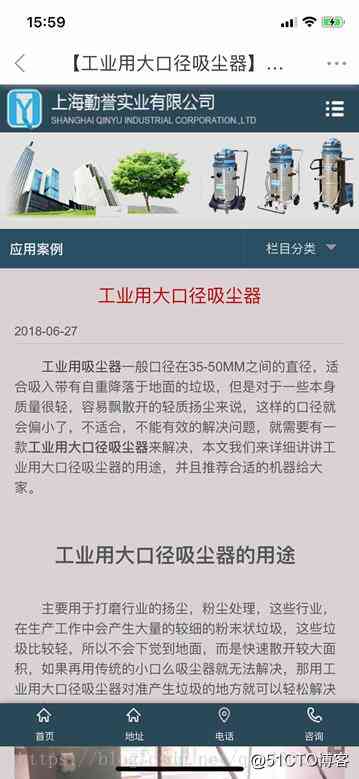 15:59
【工业用大口径吸尘器】...
上海勤誉实业有限公司
SHANGHAI QINYU INDUSTRIAL CORPORATION.,LTD
应用案例 栏目分类
工业用大口径吸尘器
2018-06-27
工业用吸尘器一般口径在35-50MM之间的直径，适
合吸入带有自重降落于地面的垃圾，但是对于一些本身
质量很轻，容易飘散开的轻质扬尘来说，这样的口径就
会偏小了，不适合，不能有效的解决问题，就需要有一
款工业用大口径吸尘器来解决，本文我们来详细讲讲工
业用大口径吸尘器的用途，并且推荐合适的机器给大
家。
工业用大口径吸尘器的用途
主要用于打磨行业的扬尘，粉尘处理，这些行业，
在生产工作中会产生大量的较细的粉末状垃圾，这些垃
圾比较轻，所以不会下觉到地面，而是快速散开较大面
积，如果再用传统的小口么吸尘器就无法解决，那用工
业用大口径吸尘器对准产生垃圾的地方就可以轻松解决
首页 地址 电话 咨询
@51CTO博客